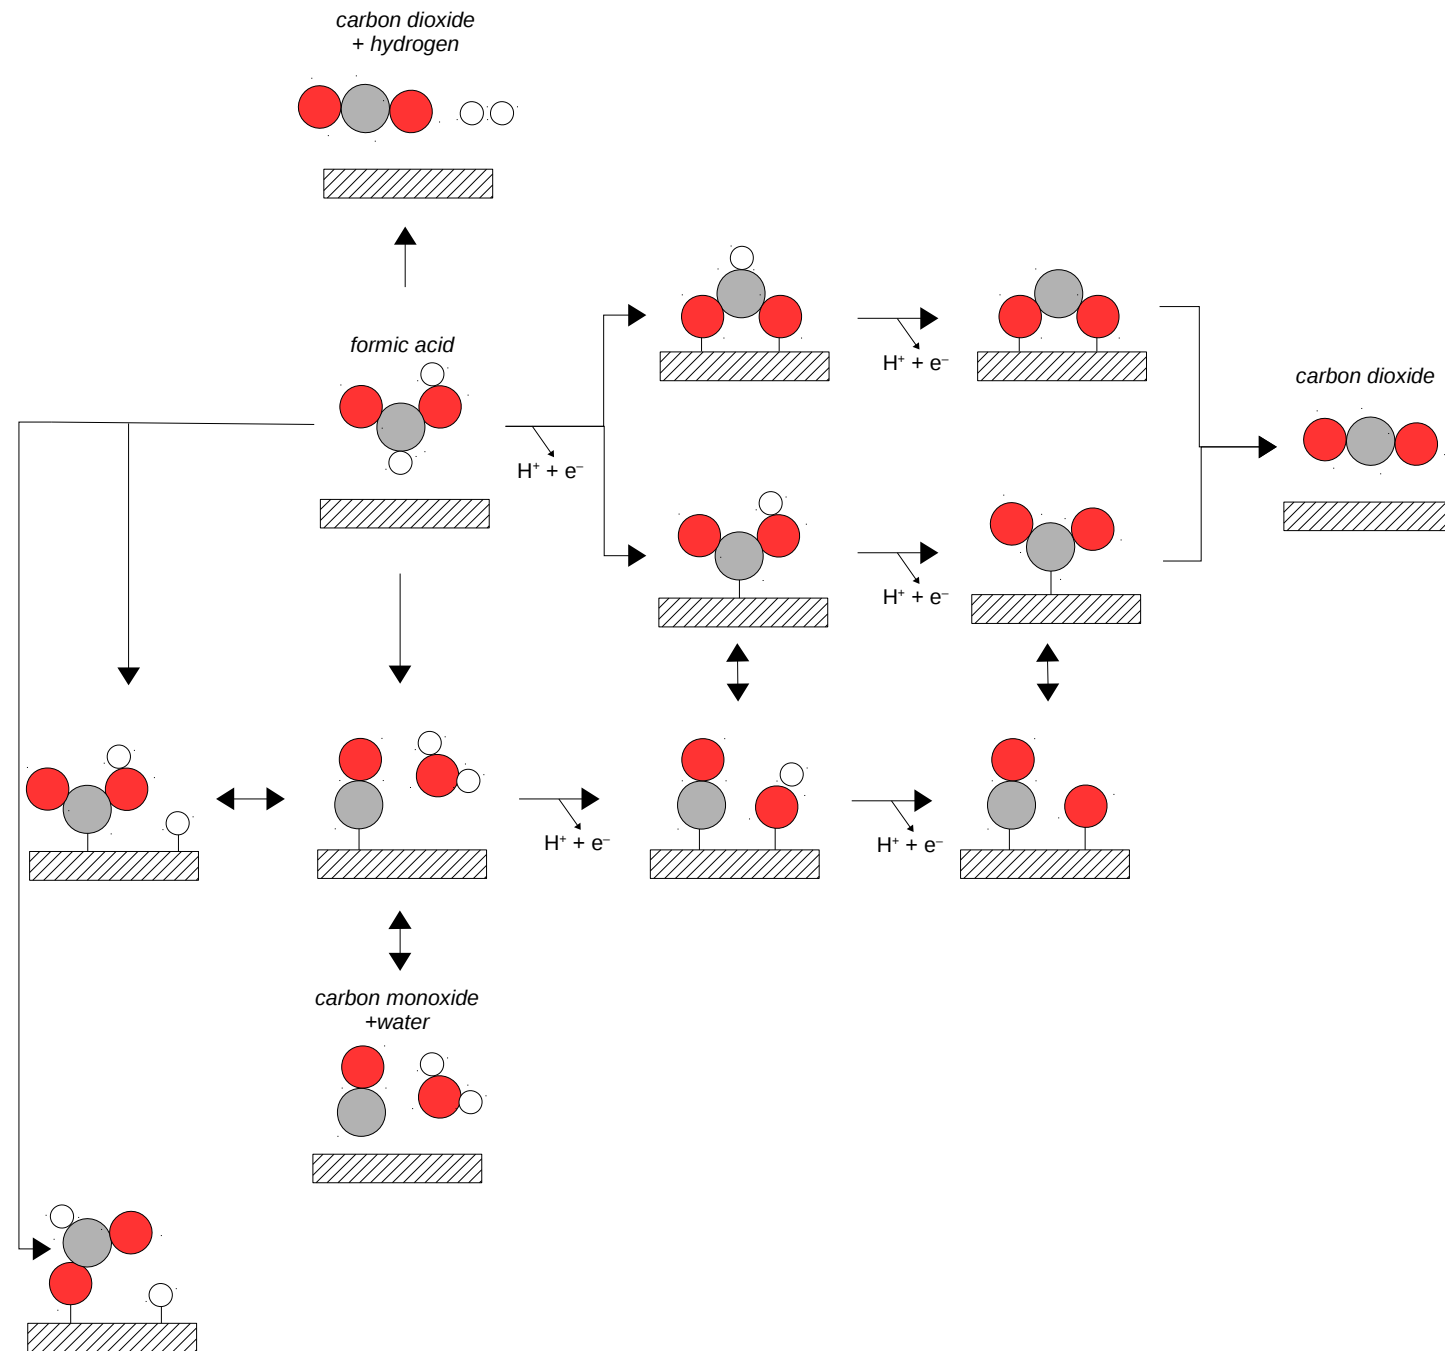 carbon dioxide
+ hydrogen
formic acid
H⁺ + e⁻
carbon dioxide
H⁺ + e⁻
H⁺ + e⁻
H⁺ + e⁻
H⁺ + e⁻
carbon monoxide
+water